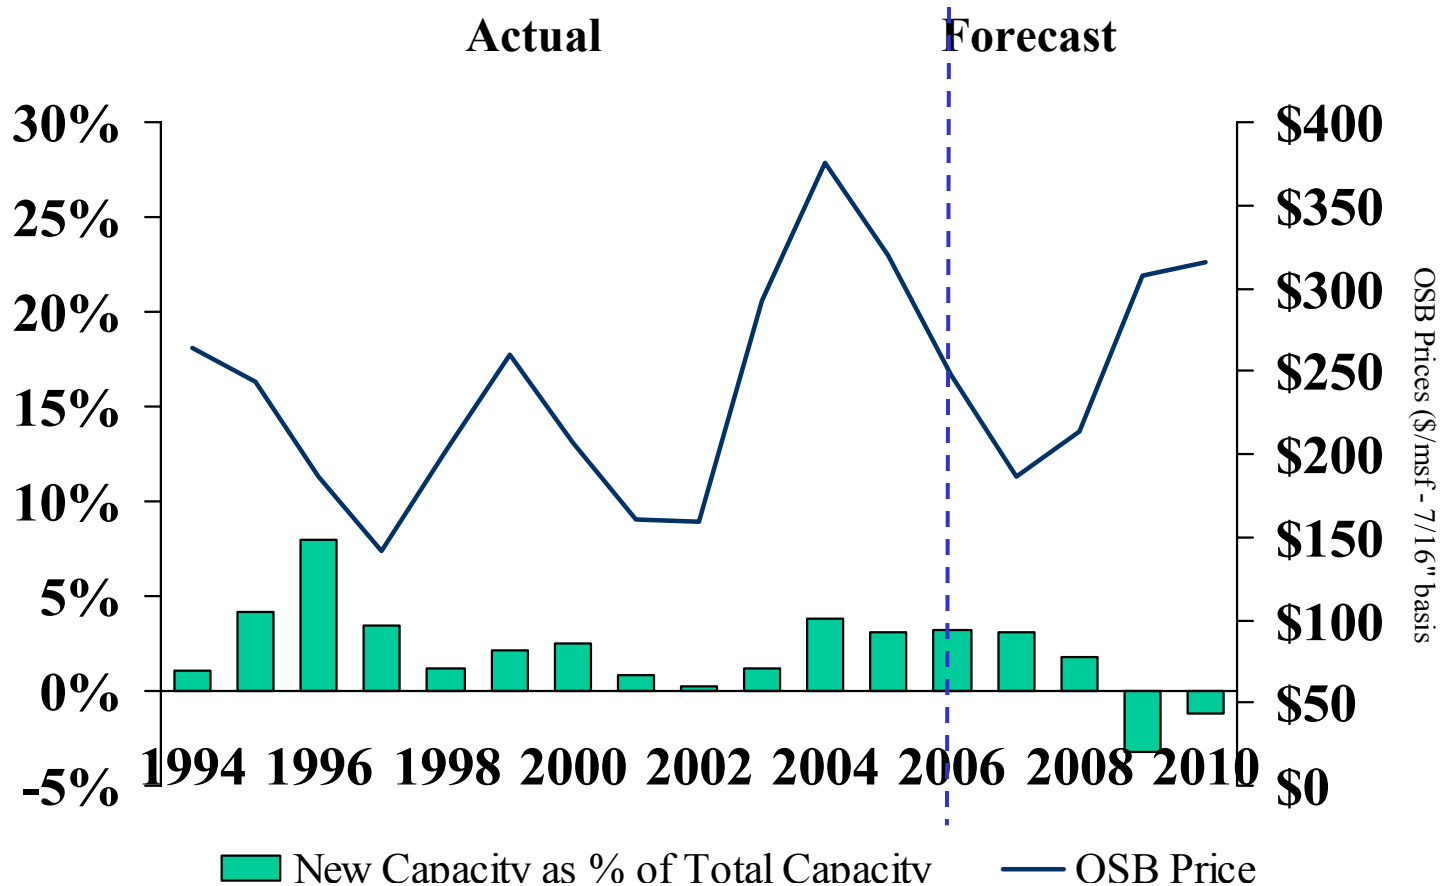 Actual Forecast
30% $400
25% $350
20% $300
15% $250
10% $200
5% $150
0% $100
-5% $50
$0
OSB Prices ($/msf - 7/16" basis
1994 1996 1998 2000 2002 2004 2006 2008 2010
New Capacity as % of Total Capacity OSB Price